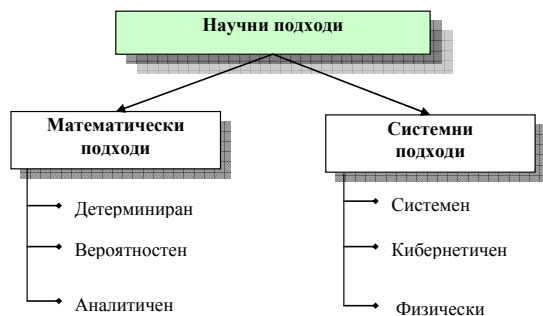 Научни подходи
Математически
подходи
Детерминиран
Вероятностен
Аналитичен
Системни
подходи
Системен
Кибернетичен
Физически